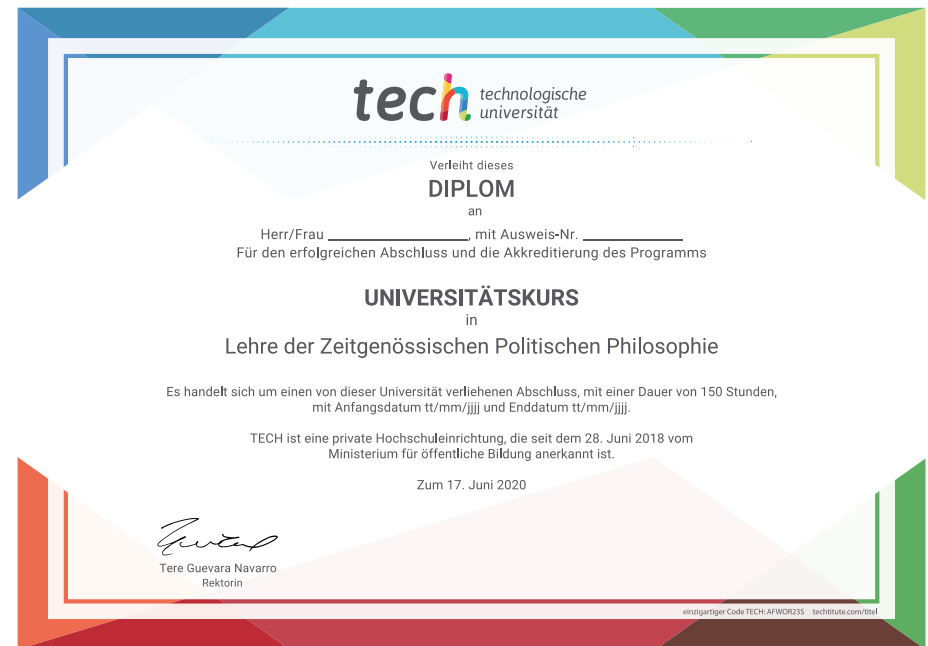 tech technologische
universität
Verleiht dieses
DIPLOM
an
Herr/Frau ____________________, mit Ausweis-Nr. ______________
Für den erfolgreichen Abschluss und die Akkreditierung des Programms
UNIVERSITÄTSKURS
in
Lehre der Zeitgenössischen Politischen Philosophie
Es handelt sich um einen von dieser Universität verliehenen Abschluss, mit einer Dauer von 150 Stunden,
mit Anfangsdatum tt/mm/jjjj und Enddatum tt/mm/jjjj.
TECH ist eine private Hochschuleinrichtung, die seit dem 28. Juni 2018 vom
Ministerium für öffentliche Bildung anerkannt ist.
Zum 17. Juni 2020
Tere Guevara Navarro
Rektorin
einzigartiger Code TECH: AFWOR23S techtitute.com/titel